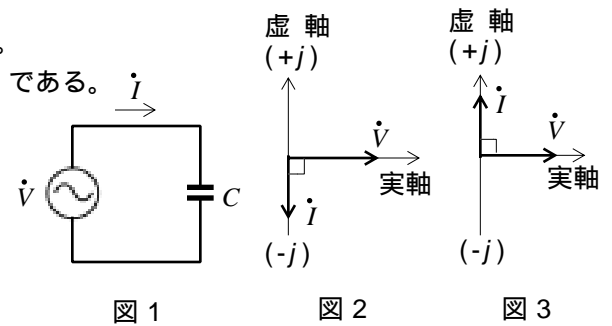 。
である。
İ
V̇
C
図 1
虚 軸
(+j)
V̇
実軸
İ
(-j)
図 2
虚 軸
(+j)
İ
V̇
実軸
(-j)
図 3